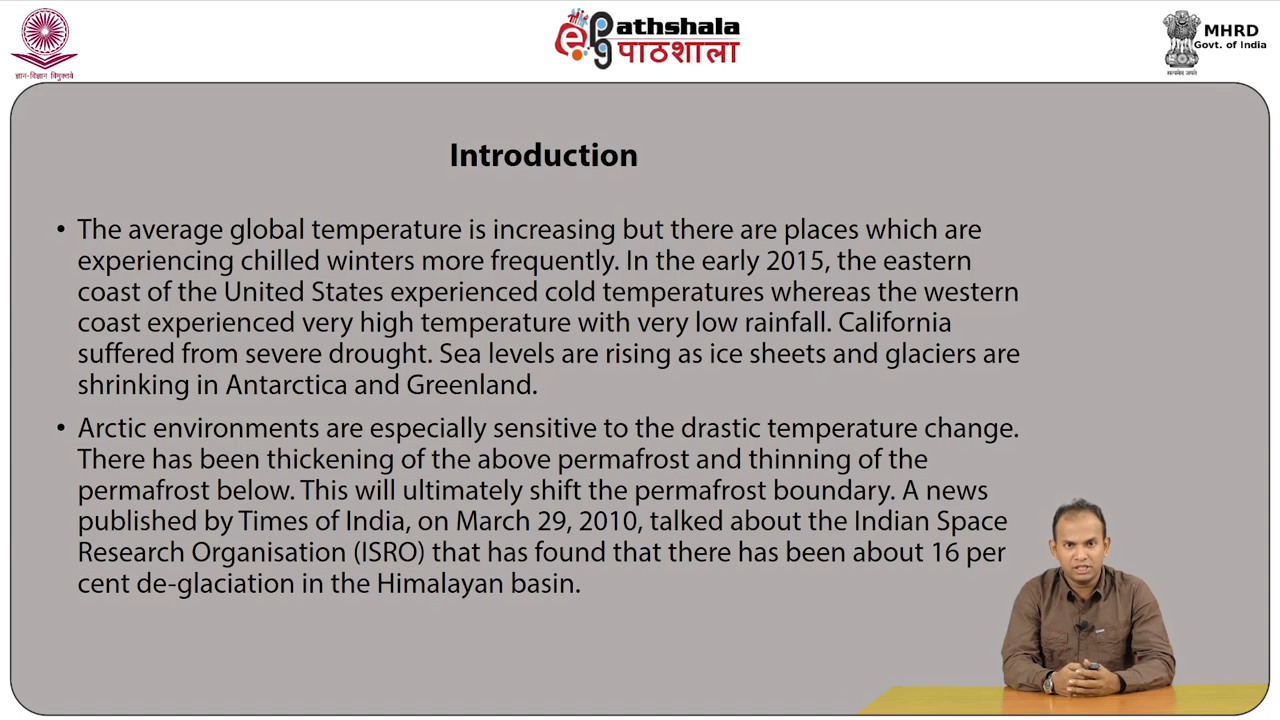 ज्ञान-विज्ञान विमुक्तये
ePg Pathshala
पाठशाला
MHRD
Govt. of India
सत्यमेव जयते
Introduction
• The average global temperature is increasing but there are places which are
experiencing chilled winters more frequently. In the early 2015, the eastern
coast of the United States experienced cold temperatures whereas the western
coast experienced very high temperature with very low rainfall. California
suffered from severe drought. Sea levels are rising as ice sheets and glaciers are
shrinking in Antarctica and Greenland.
• Arctic environments are especially sensitive to the drastic temperature change.
There has been thickening of the above permafrost and thinning of the
permafrost below. This will ultimately shift the permafrost boundary. A news
published by Times of India, on March 29, 2010, talked about the Indian Space
Research Organisation (ISRO) that has found that there has been about 16 per
cent de-glaciation in the Himalayan basin.